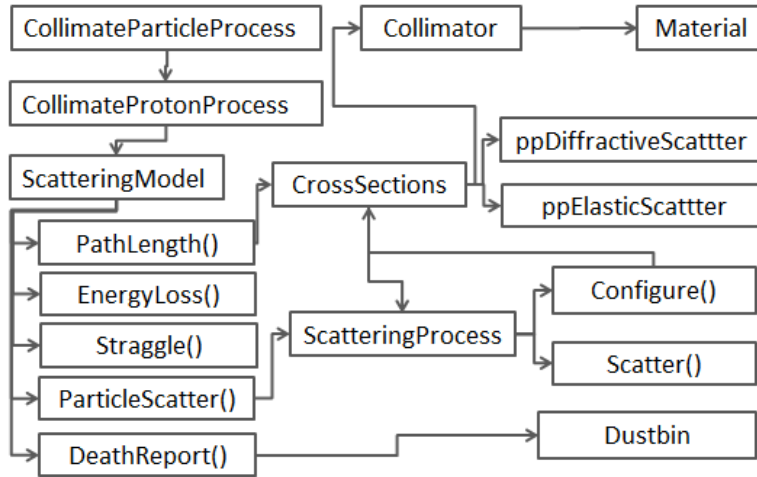 CollimateParticleProcess
Collimator
Material
CollimateProtonProcess
ppDiffractiveScattter
ScatteringModel
CrossSections
ppElasticScattter
PathLength()
EnergyLoss()
Configure()
Straggle()
ScatteringProcess
Scatter()
ParticleScatter()
DeathReport()
Dustbin